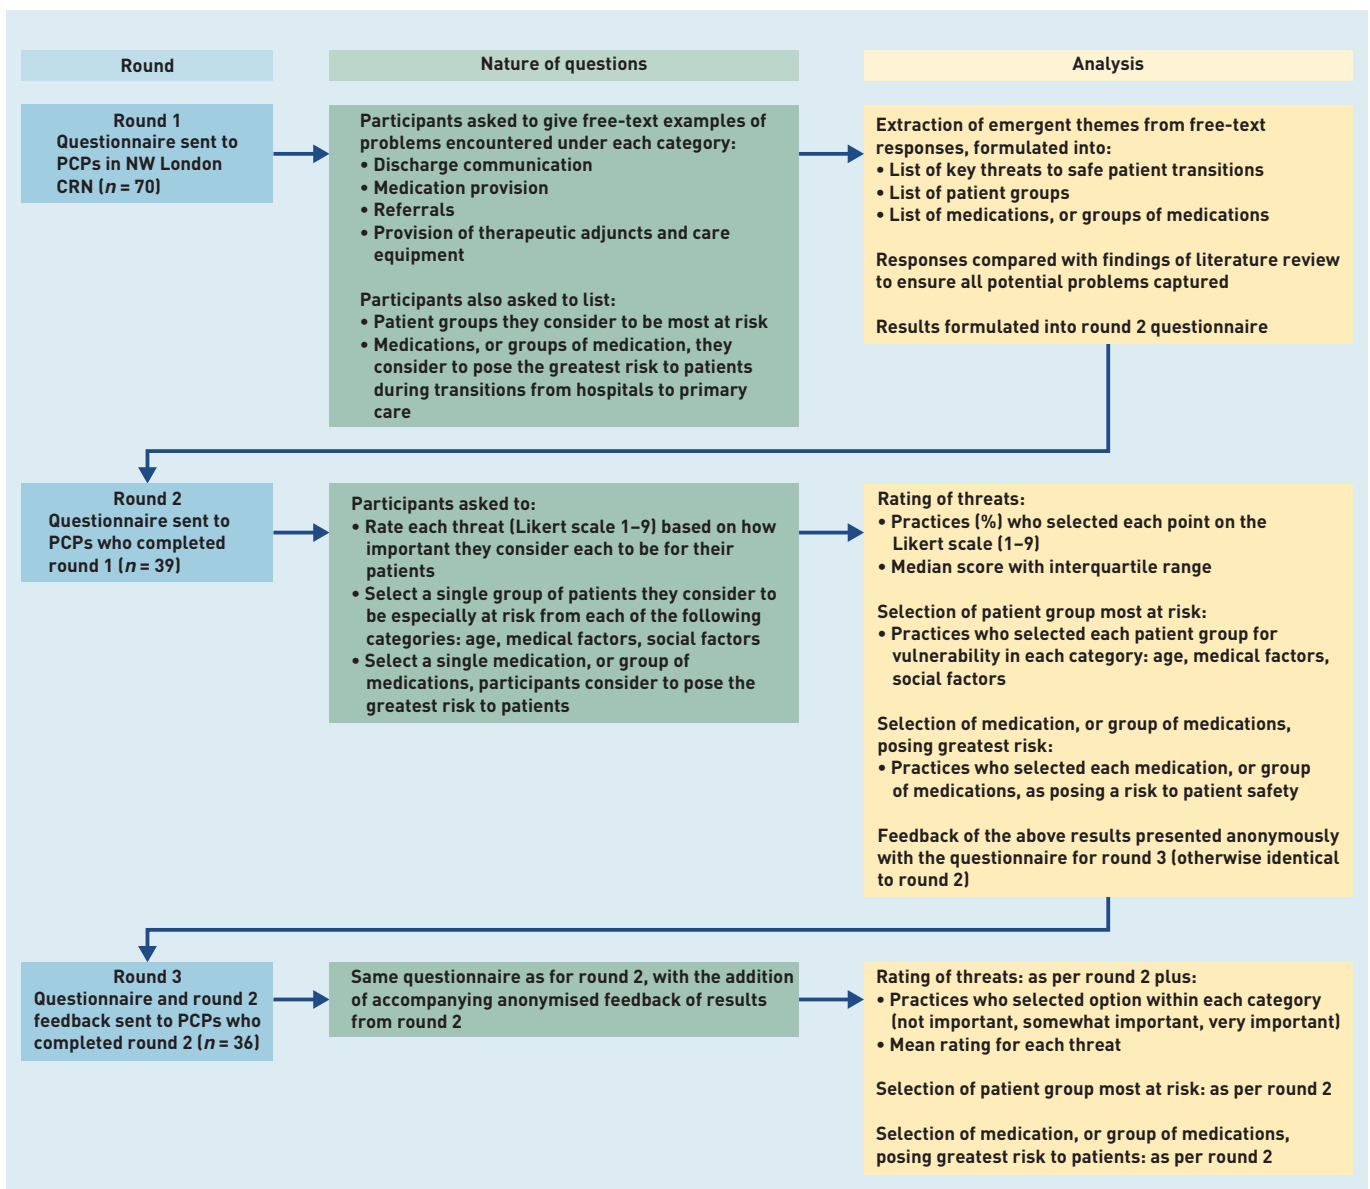 Round
Nature of questions
Analysis
Round 1
Questionnaire sent to
PCPs in NW London
CRN (n = 70)
Participants asked to give free-text examples of
problems encountered under each category:
• Discharge communication
• Medication provision
• Referrals
• Provision of therapeutic adjuncts and care
equipment
Participants also asked to list:
• Patient groups they consider to be most at risk
• Medications, or groups of medication, they
consider to pose the greatest risk to patients
during transitions from hospitals to primary
care
Extraction of emergent themes from free-text
responses, formulated into:
• List of key threats to safe patient transitions
• List of patient groups
• List of medications, or groups of medications
Responses compared with findings of literature review
to ensure all potential problems captured
Results formulated into round 2 questionnaire
Round 2
Questionnaire sent to
PCPs who completed
round 1 (n = 39)
Participants asked to:
• Rate each threat (Likert scale 1–9) based on how
important they consider each to be for their
patients
• Select a single group of patients they consider to
be especially at risk from each of the following
categories: age, medical factors, social factors
• Select a single medication, or group of
medications, participants consider to pose the
greatest risk to patients
Rating of threats:
• Practices (%) who selected each point on the
Likert scale (1–9)
• Median score with interquartile range
Selection of patient group most at risk:
• Practices who selected each patient group for
vulnerability in each category: age, medical factors,
social factors
Selection of medication, or group of medications,
posing greatest risk:
• Practices who selected each medication, or group
of medications, as posing a risk to patient safety
Feedback of the above results presented anonymously
with the questionnaire for round 3 (otherwise identical
to round 2)
Round 3
Questionnaire and round 2
feedback sent to PCPs who
completed round 2 (n = 36)
Same questionnaire as for round 2, with the addition
of accompanying anonymised feedback of results
from round 2
Rating of threats: as per round 2 plus:
• Practices who selected option within each category
(not important, somewhat important, very important)
• Mean rating for each threat
Selection of patient group most at risk: as per round 2
Selection of medication, or group of medications,
posing greatest risk to patients: as per round 2